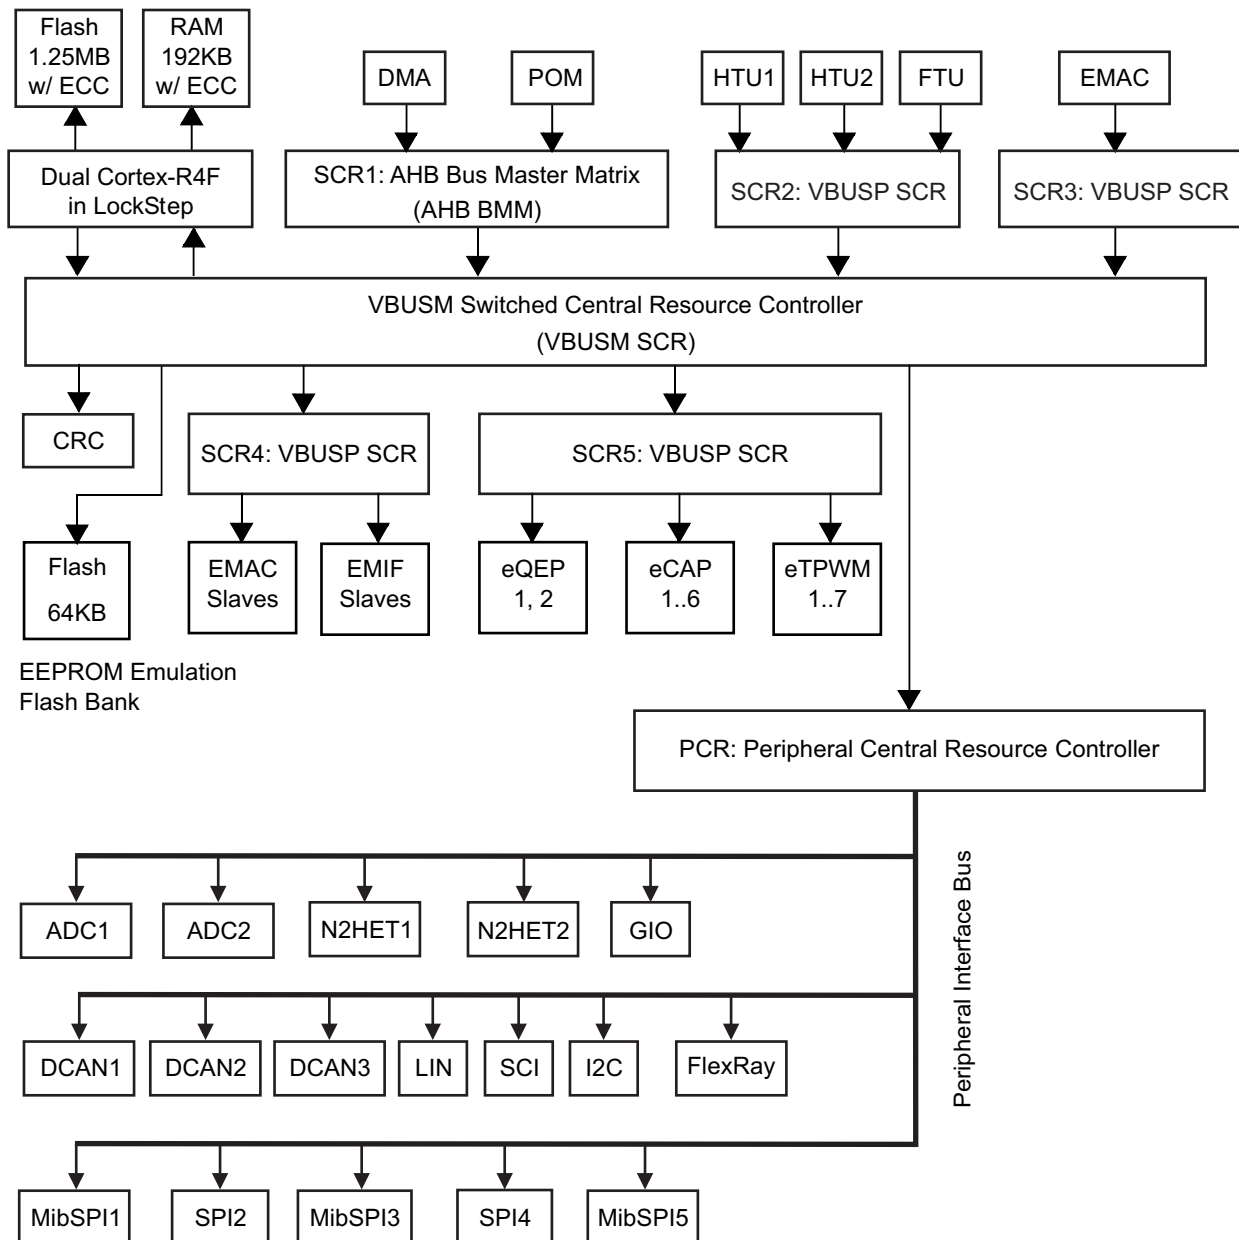 Flash
1.25MB
w/ ECC
RAM
192KB
w/ ECC
DMA
POM
HTU1
HTU2
FTU
EMAC
Dual Cortex-R4F
in LockStep
SCR1: AHB Bus Master Matrix
(AHB BMM)
SCR2: VBUSP SCR
SCR3: VBUSP SCR
VBUSM Switched Central Resource Controller
(VBUSM SCR)
CRC
SCR4: VBUSP SCR
SCR5: VBUSP SCR
Flash
64KB
EMAC
Slaves
EMIF
Slaves
eQEP
1, 2
eCAP
1..6
eTPWM
1..7
EEPROM Emulation
Flash Bank
PCR: Peripheral Central Resource Controller
Peripheral Interface Bus
ADC1
ADC2
N2HET1
N2HET2
GIO
DCAN1
DCAN2
DCAN3
LIN
SCI
I2C
FlexRay
MibSPI1
SPI2
MibSPI3
SPI4
MibSPI5